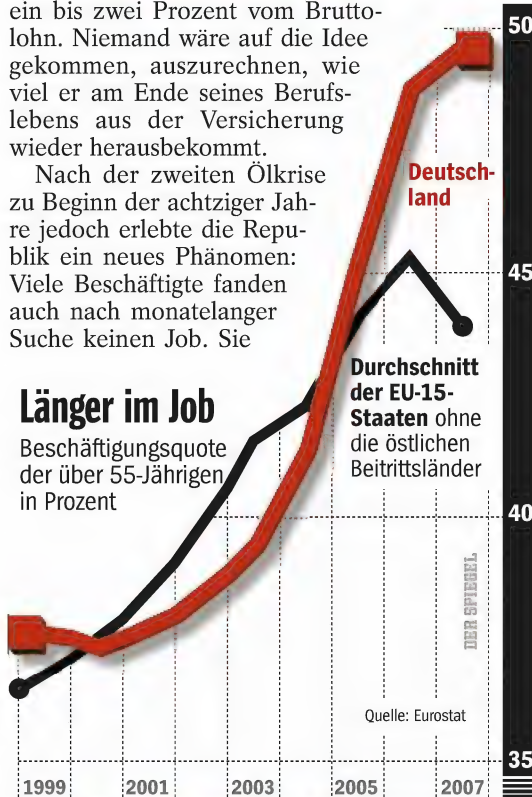 ein bis zwei Prozent vom Brutto-
lohn. Niemand wäre auf die Idee
gekommen, auszurechnen, wie
viel er am Ende seines Berufs-
lebens aus der Versicherung
wieder herausbekommt.
Nach der zweiten Ölkrise
zu Beginn der achtziger Jah-
re jedoch erlebte die Repu-
blik ein neues Phänomen:
Viele Beschäftigte fanden
auch nach monatelanger
Suche keinen Job. Sie
Länger im Job
Beschäftigungsquote
der über 55-Jährigen
in Prozent
Deutsch-
land
Durchschnitt
der EU-15-
Staaten ohne
die östlichen
Beitrittsländer
50
45
40
35
DER SPIEGEL
Quelle: Eurostat
1999 2001 2003 2005 2007